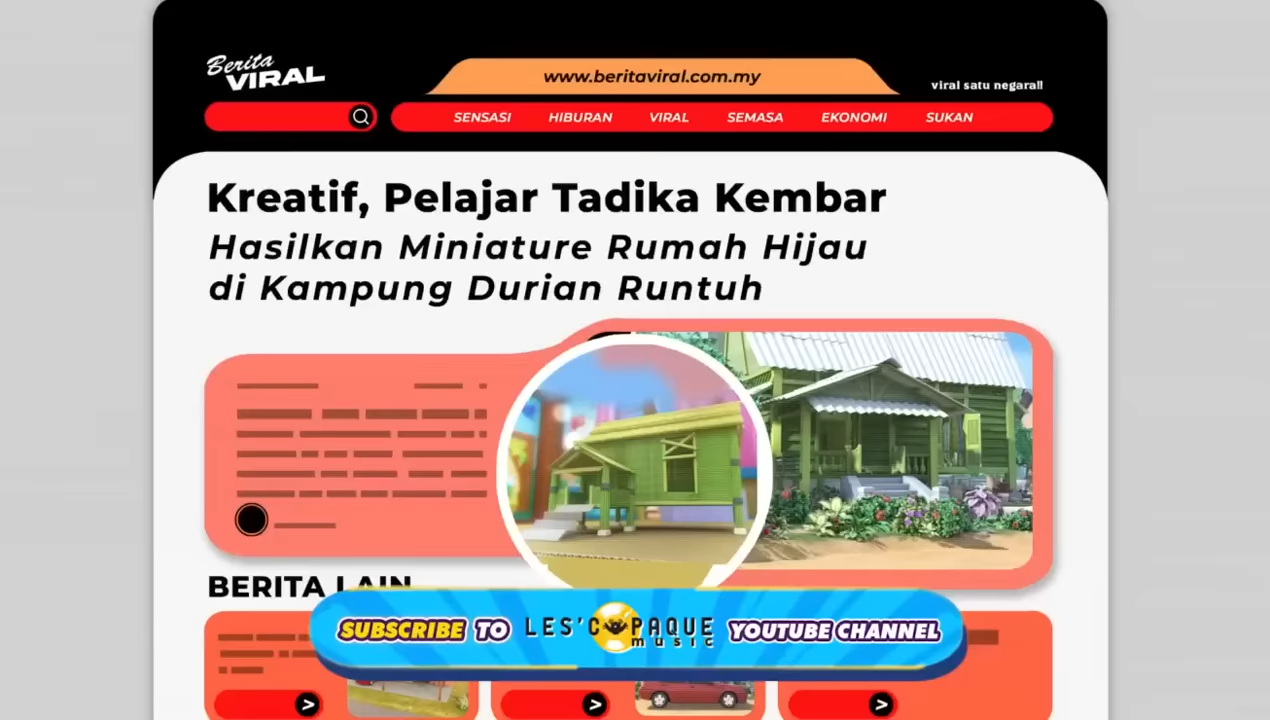 Berita
VIRAL
www.beritaviral.com.my
viral satu negara!!
SENSASI HIBURAN VIRAL SEMASA EKONOMI SUKAN
Kreatif, Pelajar Tadika Kembar
Hasilkan Miniature Rumah Hijau
di Kampung Durian Runtuh
BERITA LAIN
SUBSCRIBE TO LES'COPAQUE music YOUTUBE CHANNEL
> > >